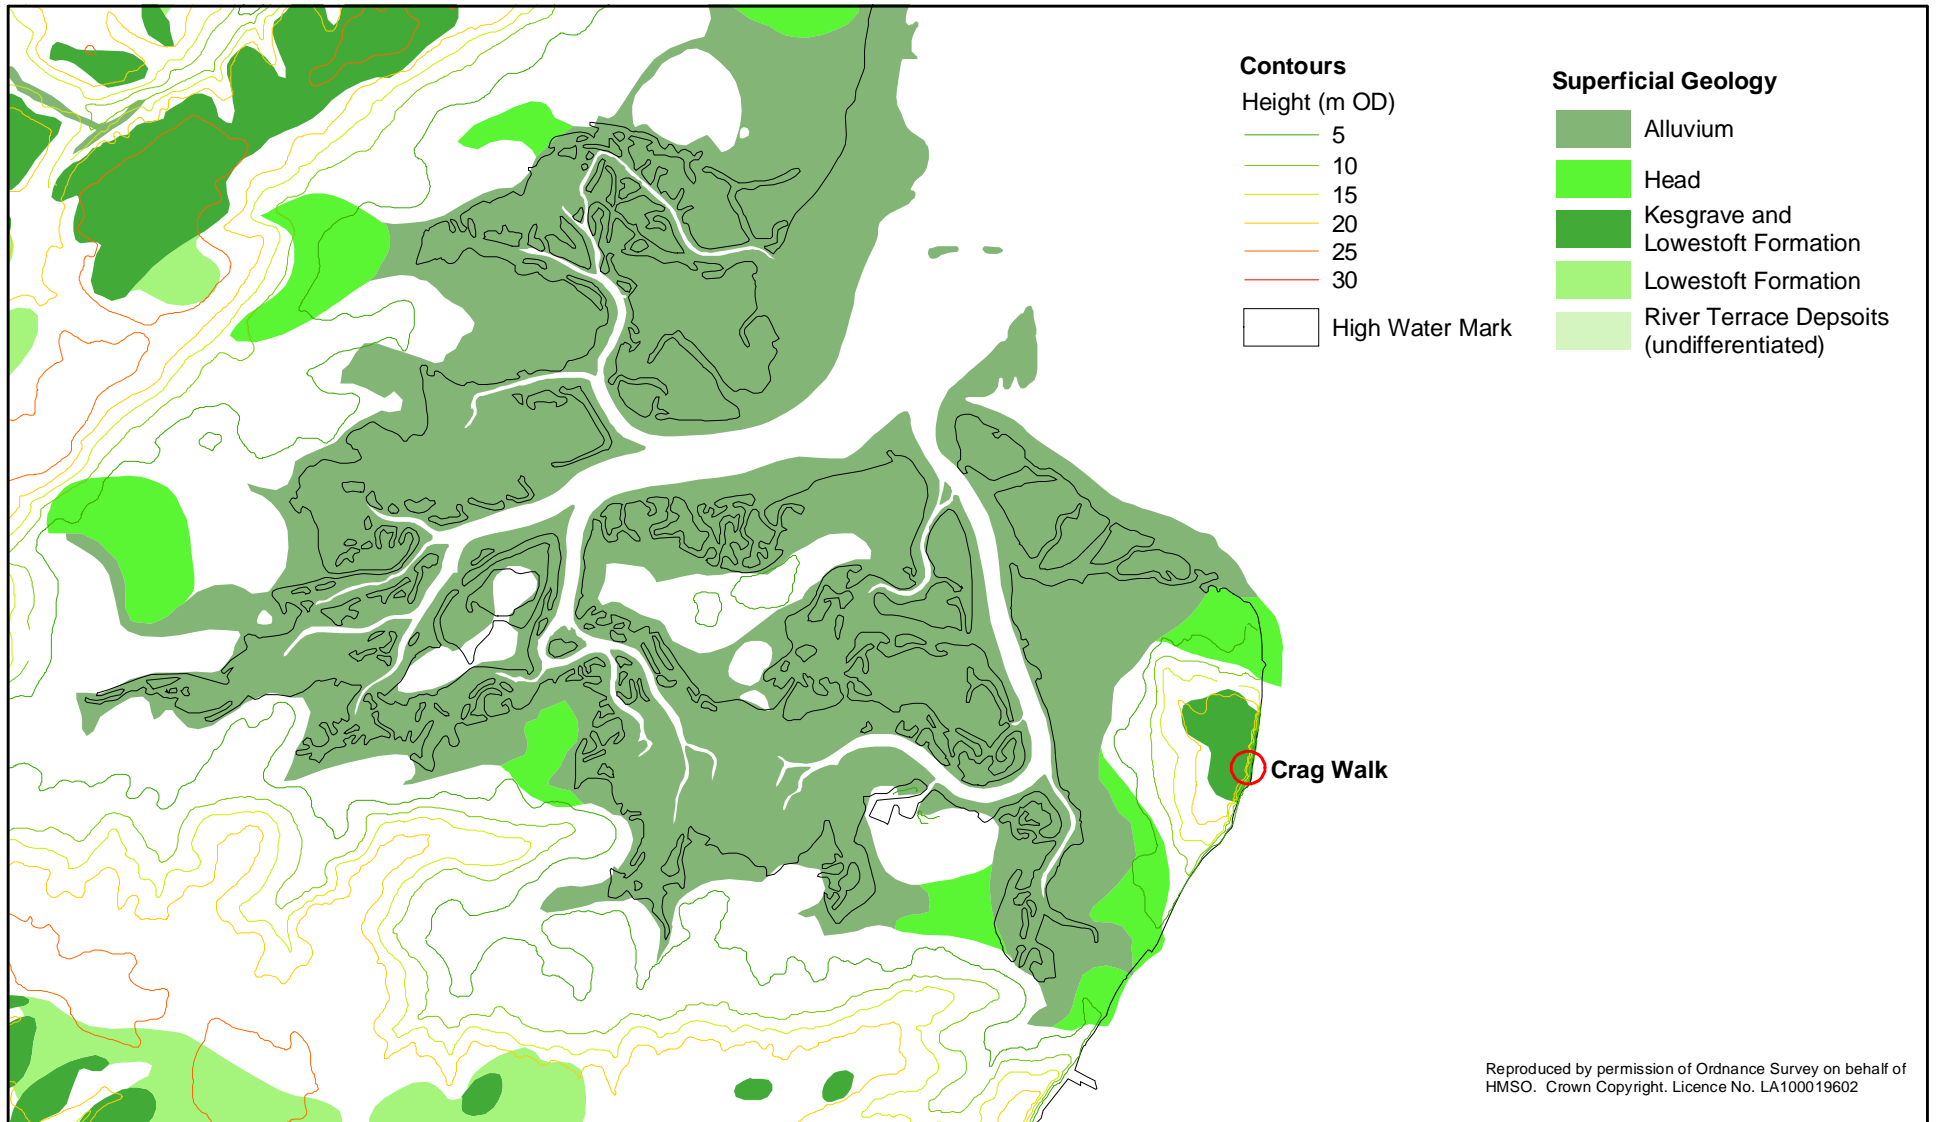 Contours
Height (m OD)
5
10
15
20
25
30
High Water Mark
Superficial Geology
Alluvium
Head
Kesgrave and
Lowestoft Formation
Lowestoft Formation
River Terrace Depsoits
(undifferentiated)
Crag Walk
Reproduced by permission of Ordnance Survey on behalf of
HMSO. Crown Copyright. Licence No. LA100019602